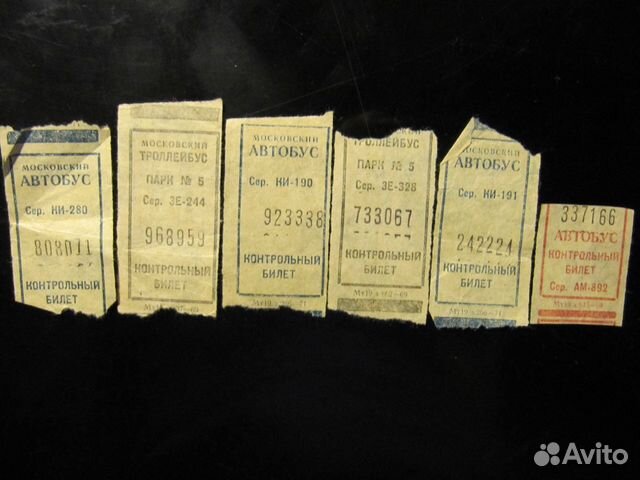 МОСКОВСКИЙ
АВТОБУС
Сер. КИ-280
808011
КОНТРОЛЬНЫЙ
БИЛЕТ
МОСКОВСКИЙ
ТРОЛЛЕЙБУС
ПАРК № 5
Сер. ЗЕ-244
968959
КОНТРОЛЬНЫЙ
БИЛЕТ
МОСКОВСКИЙ
АВТОБУС
Сер. КИ-190
923338
КОНТРОЛЬНЫЙ
БИЛЕТ
ТРОЛЛЕЙБУС
ПАРК № 5
Сер. ЗЕ-328
733067
КОНТРОЛЬНЫЙ
БИЛЕТ
МОСКОВСКИЙ
АВТОБУС
Сер. КИ-191
242224
КОНТРОЛЬНЫЙ
БИЛЕТ
337166
АВТОБУС
КОНТРОЛЬНЫЙ
БИЛЕТ
Сер. АМ-892
Avito